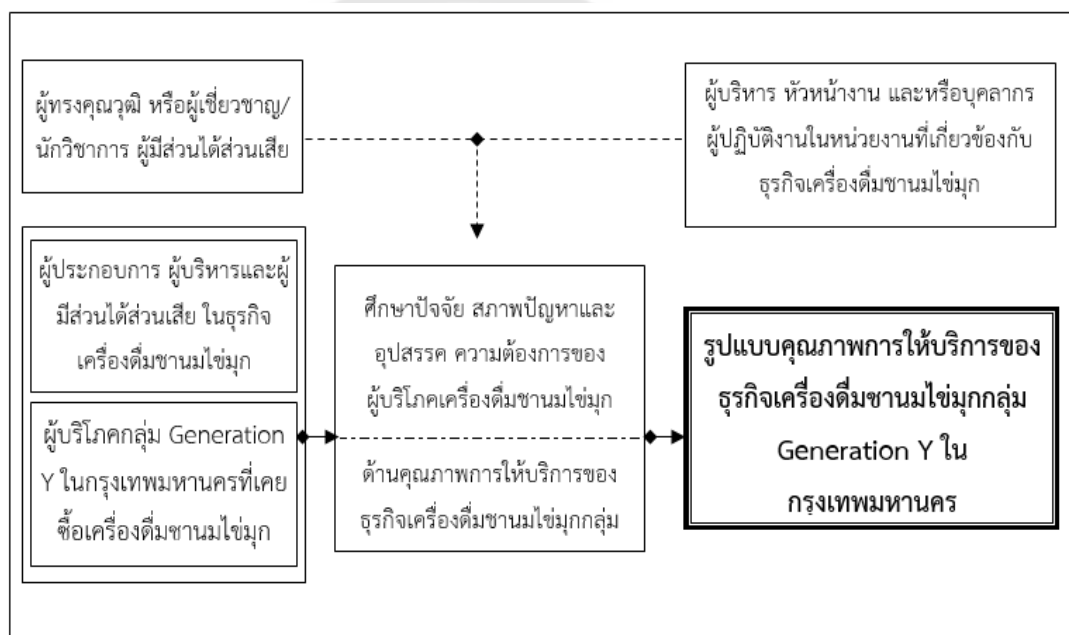 ผู้ทรงคุณวุฒิ หรือผู้เชี่ยวชาญ/
นักวิชาการ ผู้มีส่วนได้ส่วนเสีย
ผู้บริหาร หัวหน้างาน และหรือบุคลากร
ผู้ปฏิบัติงานในหน่วยงานที่เกี่ยวข้องกับ
ธุรกิจเครื่องดื่มชานมไข่มุก
ผู้ประกอบการ ผู้บริหารและผู้
มีส่วนได้ส่วนเสีย ในธุรกิจ
เครื่องดื่มชานมไข่มุก
ผู้บริโภคกลุ่ม Generation
Y ในกรุงเทพมหานครที่เคย
ซื้อเครื่องดื่มชานมไข่มุก
ศึกษาปัจจัย สภาพปัญหาและ
อุปสรรค ความต้องการของ
ผู้บริโภคเครื่องดื่มชานมไข่มุก
ด้านคุณภาพการให้บริการของ
ธุรกิจเครื่องดื่มชานมไข่มุกกลุ่ม
รูปแบบคุณภาพการให้บริการของ
ธุรกิจเครื่องดื่มชานมไข่มุกกลุ่ม
Generation Y ใน
กรุงเทพมหานคร